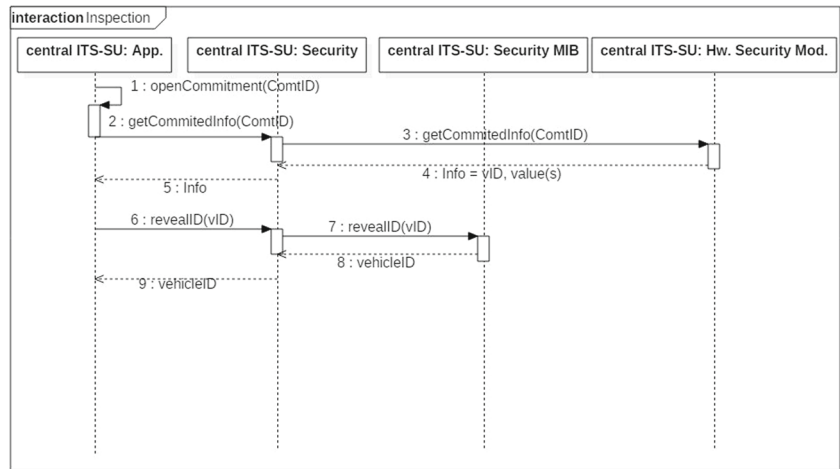 interaction Inspection
central ITS-SU: App.
central ITS-SU: Security
central ITS-SU: Security MIB
central ITS-SU: Hw. Security Mod.
1 : openCommitment(ComtID)
2 : getCommittedInfo(ComtID)
3 : getCommitedInfo(ComtID)
4 : Info = vID, value(s)
5 : Info
6 : revealID(vID)
7 : revealID(vID)
8 : vehicleID
9 : vehicleID